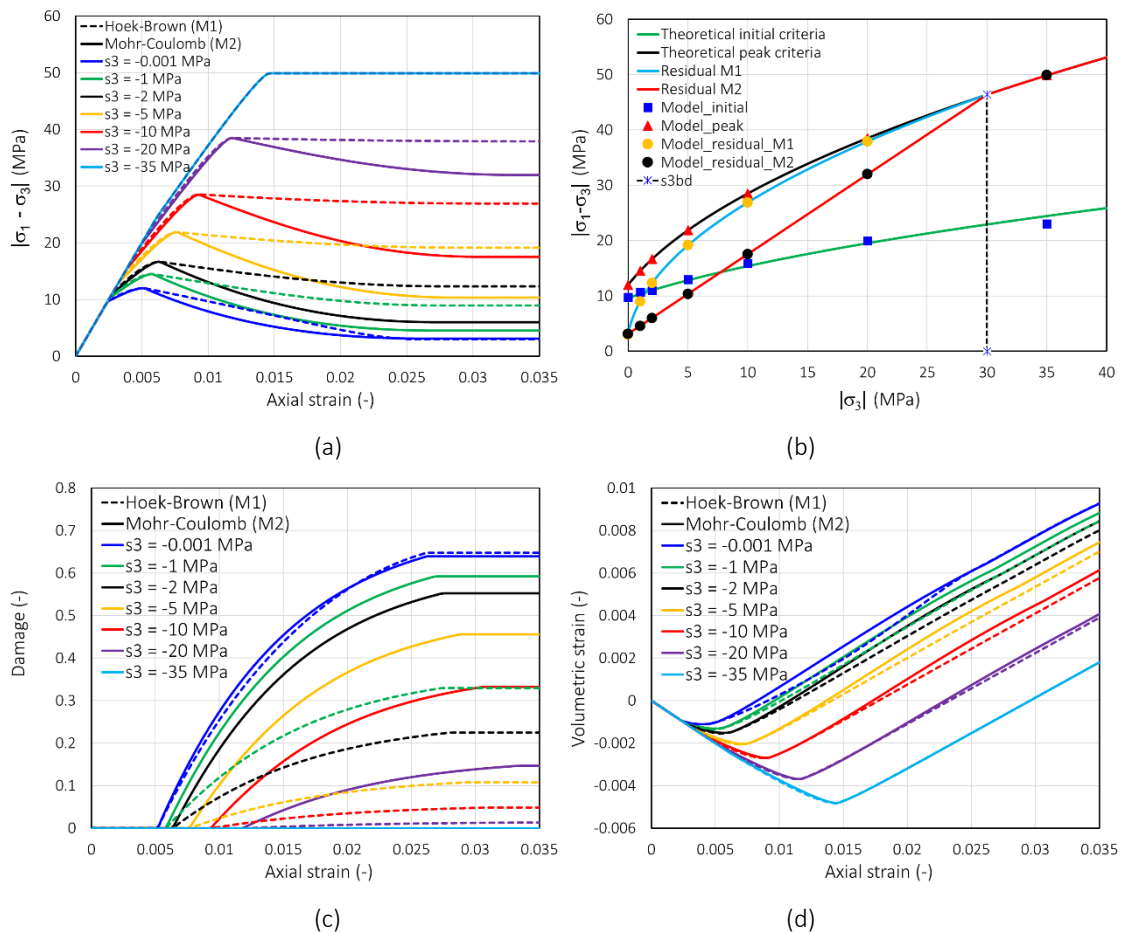 60
50
40
30
20
10
0
|σ1 - σ3| (MPa)
Hoek-Brown (M1)
Mohr-Coulomb (M2)
s3 = -0.001 MPa
s3 = -1 MPa
s3 = -2 MPa
s3 = -5 MPa
s3 = -10 MPa
s3 = -20 MPa
s3 = -35 MPa
0 0.005 0.01 0.015 0.02 0.025 0.03 0.035
Axial strain (-)
(a)
60
50
40
30
20
10
0
|σ1-σ3| (MPa)
Theoretical initial criteria
Theoretical peak criteria
Residual M1
Residual M2
Model_initial
Model_peak
Model_residual_M1
Model_residual_M2
s3bd
0 5 10 15 20 25 30 35 40
|σ3| (MPa)
(b)
0.8
0.7
0.6
0.5
0.4
0.3
0.2
0.1
0
Damage (-)
Hoek-Brown (M1)
Mohr-Coulomb (M2)
s3 = -0.001 MPa
s3 = -1 MPa
s3 = -2 MPa
s3 = -5 MPa
s3 = -10 MPa
s3 = -20 MPa
s3 = -35 MPa
0 0.005 0.01 0.015 0.02 0.025 0.03 0.035
Axial strain (-)
(c)
0.01
0.008
0.006
0.004
0.002
0
-0.002
-0.004
-0.006
Volumetric strain (-)
Hoek-Brown (M1)
Mohr-Coulomb (M2)
s3 = -0.001 MPa
s3 = -1 MPa
s3 = -2 MPa
s3 = -5 MPa
s3 = -10 MPa
s3 = -20 MPa
s3 = -35 MPa
0 0.005 0.01 0.015 0.02 0.025 0.03 0.035
Axial strain (-)
(d)